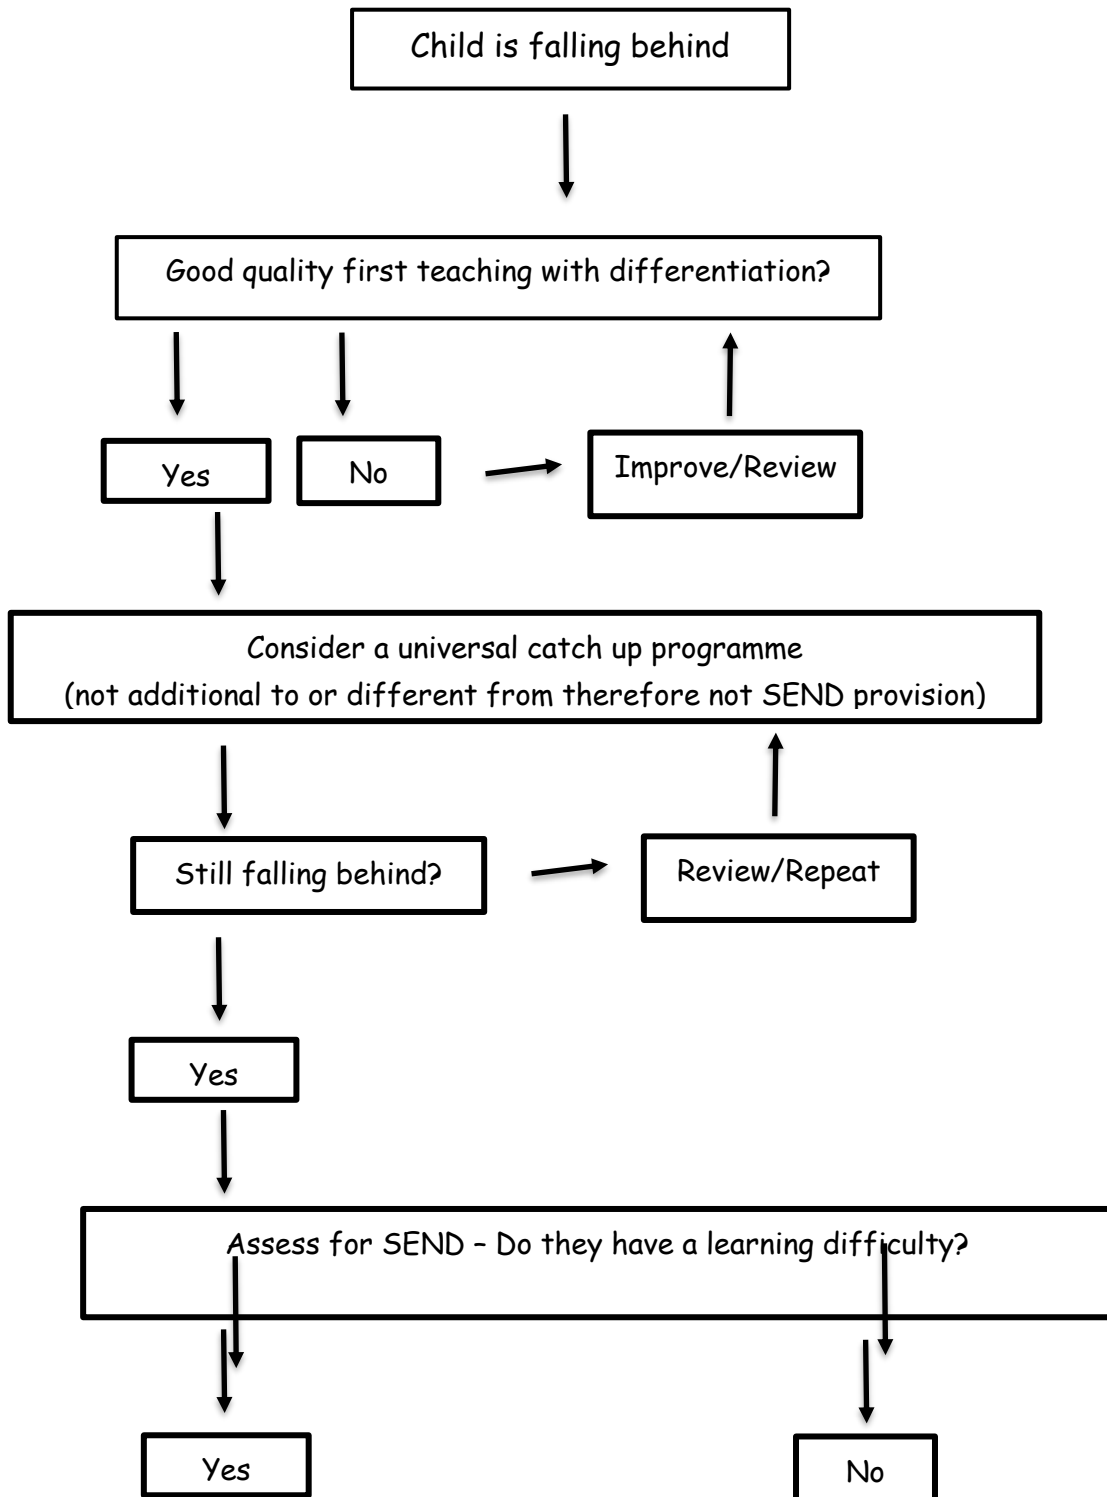 Child is falling behind
Good quality first teaching with differentiation?
Yes
No
Improve/Review
Consider a universal catch up programme
(not additional to or different from therefore not SEND provision)
Still falling behind?
Review/Repeat
Yes
Assess for SEND – Do they have a learning difficulty?
Yes
No